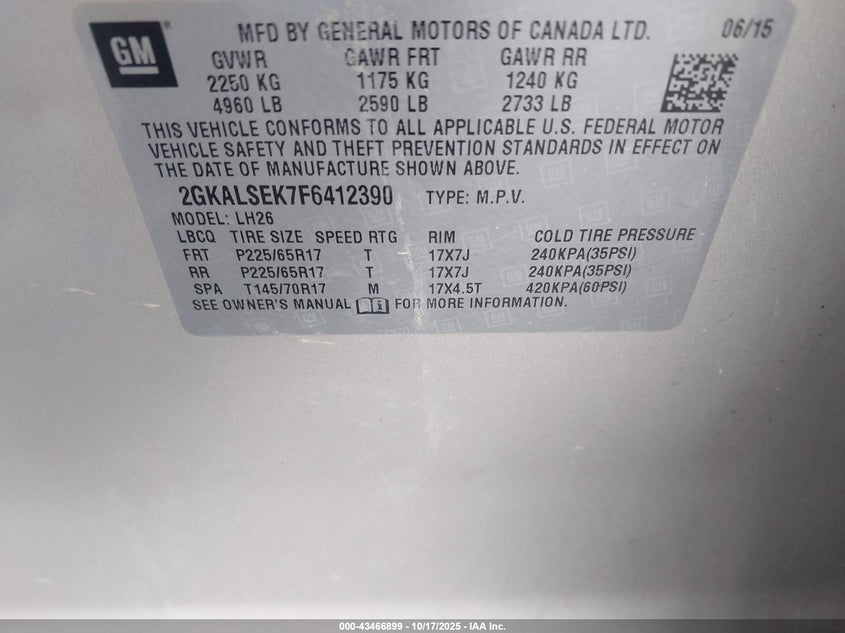 GM
MFD BY GENERAL MOTORS OF CANADA LTD. 06/15
GVWR GAWR FRT GAWR RR
2250 KG 1175 KG 1240 KG
4960 LB 2590 LB 2733 LB
THIS VEHICLE CONFORMS TO ALL APPLICABLE U.S. FEDERAL MOTOR
VEHICLE SAFETY AND THEFT PREVENTION STANDARDS IN EFFECT ON
THE DATE OF MANUFACTURE SHOWN ABOVE.
2GKALSEK7F6412390 TYPE: M.P.V.
MODEL: LH26
LBCQ TIRE SIZE SPEED RTG RIM COLD TIRE PRESSURE
FRT P225/65R17 T 17X7J 240KPA(35PSI)
RR P225/65R17 T 17X7J 240KPA(35PSI)
SPA T145/70R17 M 17X4.5T 420KPA(60PSI)
SEE OWNER'S MANUAL FOR MORE INFORMATION.
000-43466899 - 10/17/2025 - IAA Inc.